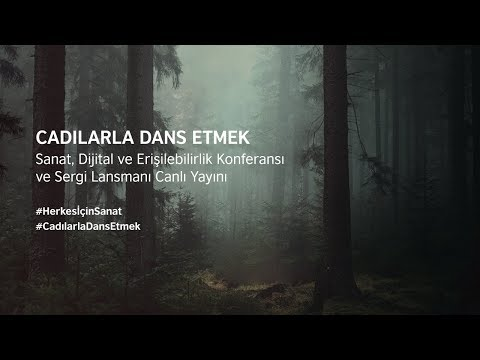 CADILARLA DANS ETMEK
Sanat, Dijital ve Erişilebilirlik Konferansı
ve Sergi Lansmanı Canlı Yayını
#HerkesİçinSanat
#CadılarlaDansEtmek